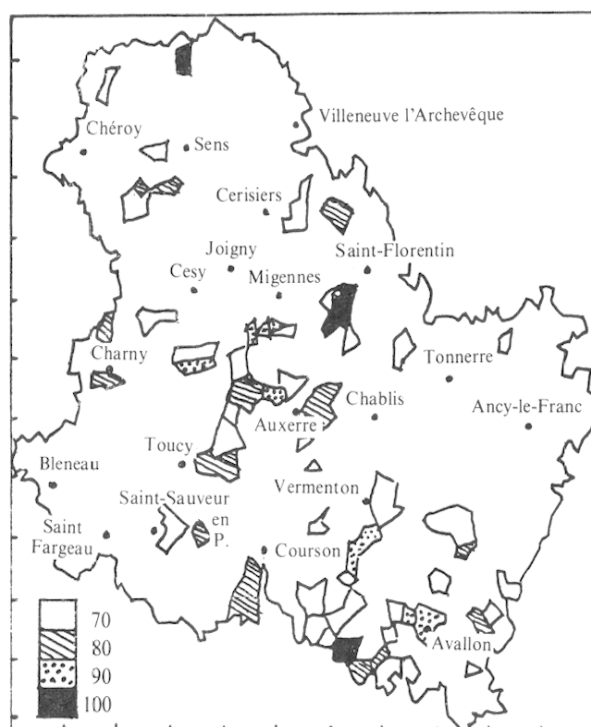 Villeneuve l'Archevêque
Chéroy
Sens
Cerisiers
Joigny
Saint-Florentin
Cesy
Migennes
Charny
Tonnerre
Chablis
Auxerre
Ancy-le-Franc
Toucy
Bleneau
Vermenton
Saint-Sauveur
en
P.
Saint
Fargeau
Courson
Avallon
70
80
90
100